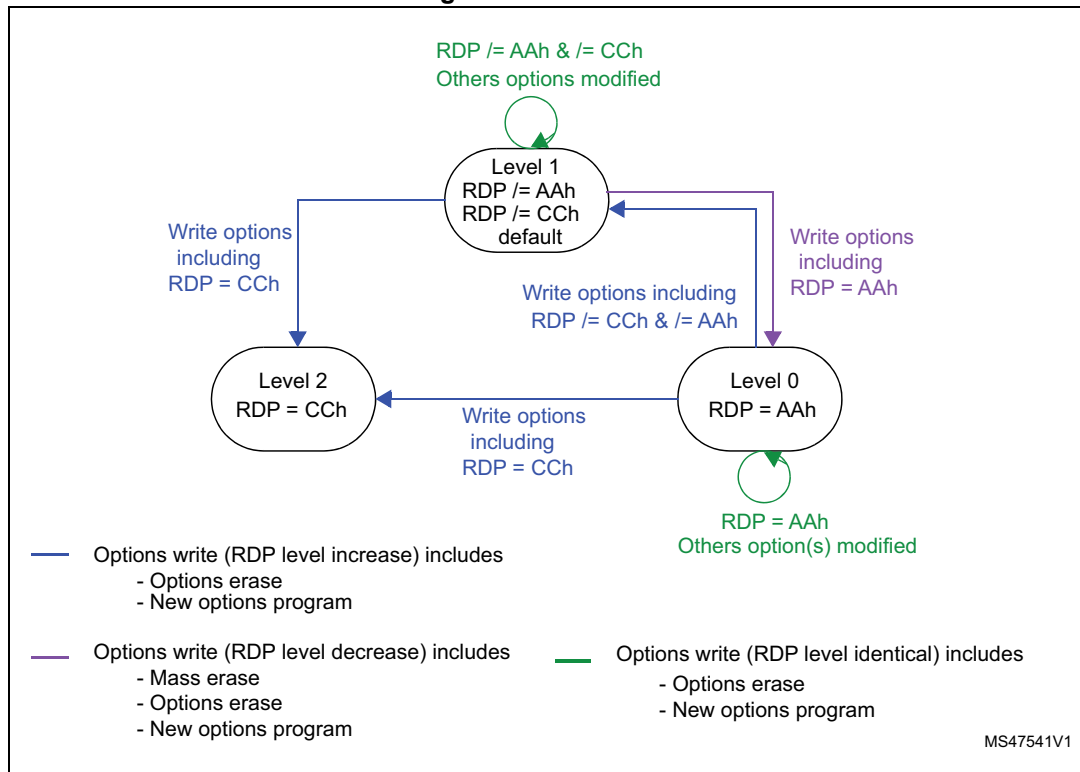 RDP /= AAh & /= CCh
Others options modified
Level 1
RDP /= AAh
RDP /= CCh
default
Write options
including
RDP = CCh
Write options
including
RDP = AAh
Write options including
RDP /= CCh & /= AAh
Level 2
RDP = CCh
Level 0
RDP = AAh
Write options
including
RDP = CCh
RDP = AAh
Others option(s) modified
Options write (RDP level increase) includes
- Options erase
- New options program
Options write (RDP level decrease) includes
- Mass erase
- Options erase
- New options program
Options write (RDP level identical) includes
- Options erase
- New options program
MS47541V1